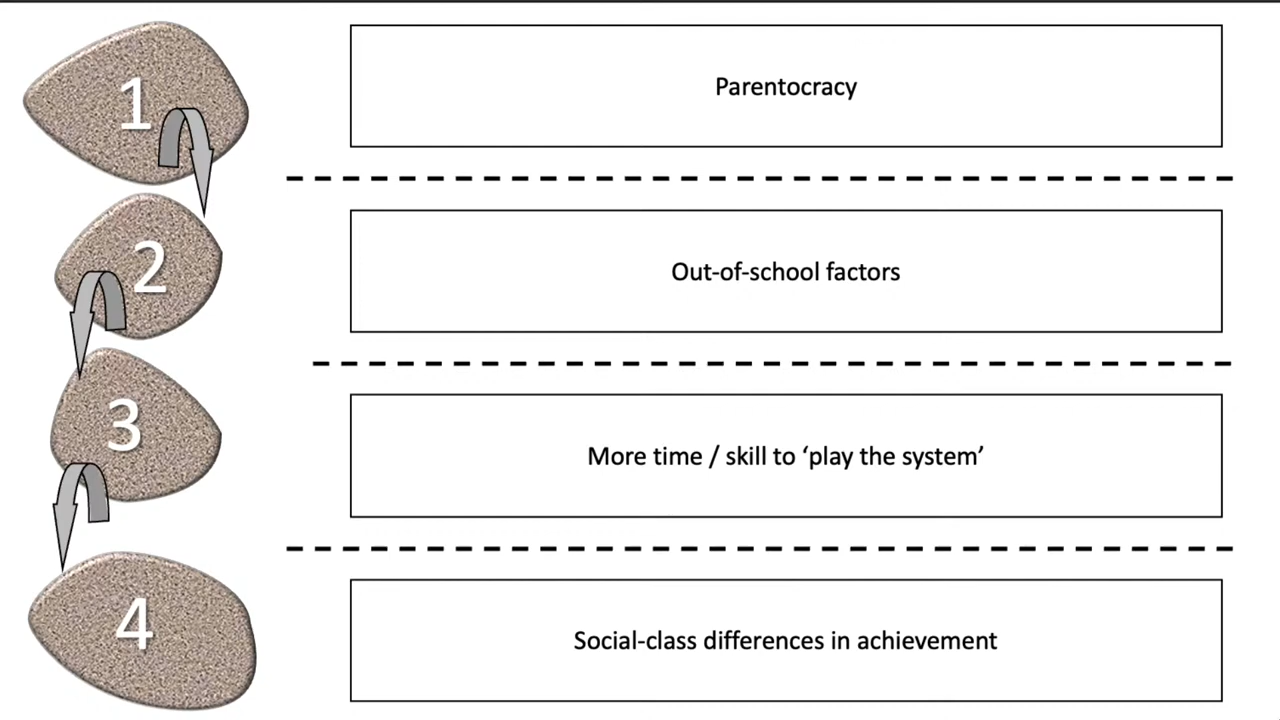 1
Parentocracy
2
Out-of-school factors
3
More time / skill to ‘play the system’
4
Social-class differences in achievement